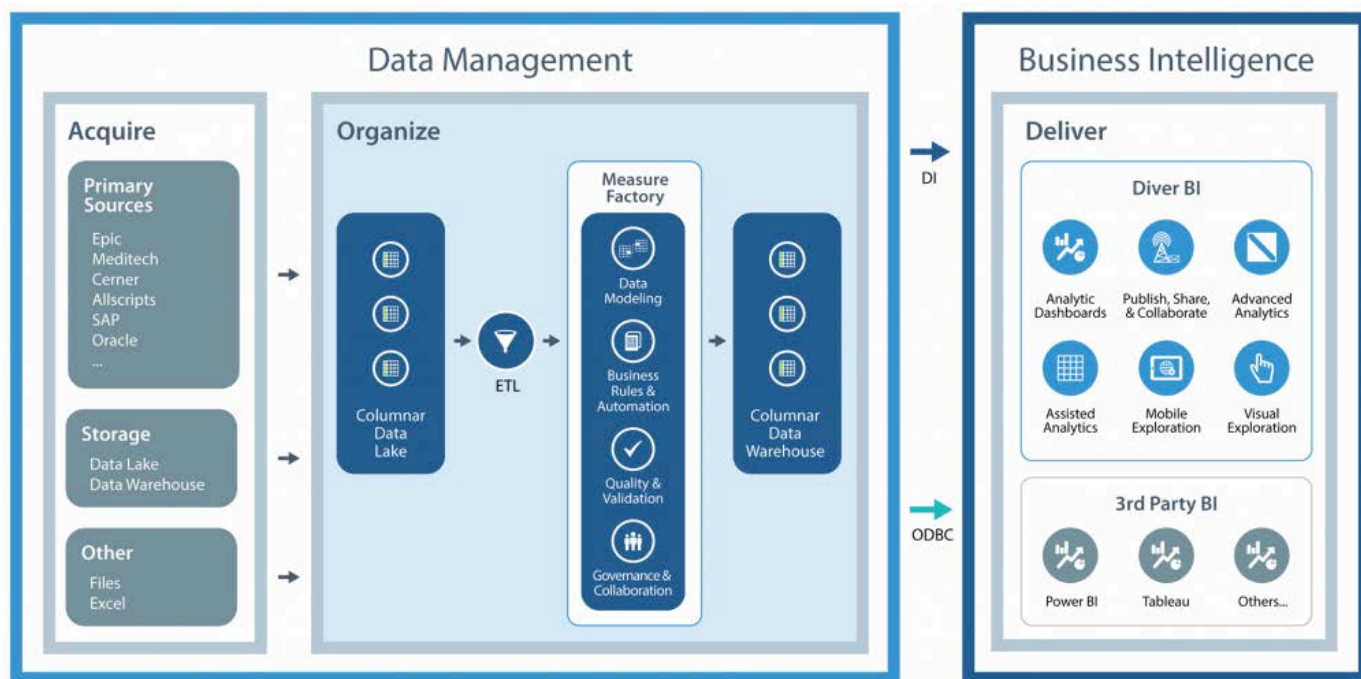 Data Management
Acquire
Primary
Sources
Epic
Meditech
Cerner
Allscripts
SAP
Oracle
...
Storage
Data Lake
Data Warehouse
Other
Files
Excel
Organize
Columnar
Data
Lake
ETL
Measure
Factory
Data
Modeling
Business
Rules &
Automation
Quality &
Validation
Governance &
Collaboration
Columnar
Data
Warehouse
DI
ODBC
Business Intelligence
Deliver
Diver BI
Analytic
Dashboards
Publish, Share,
& Collaborate
Advanced
Analytics
Assisted
Analytics
Mobile
Exploration
Visual
Exploration
3rd Party BI
Power BI
Tableau
Others...